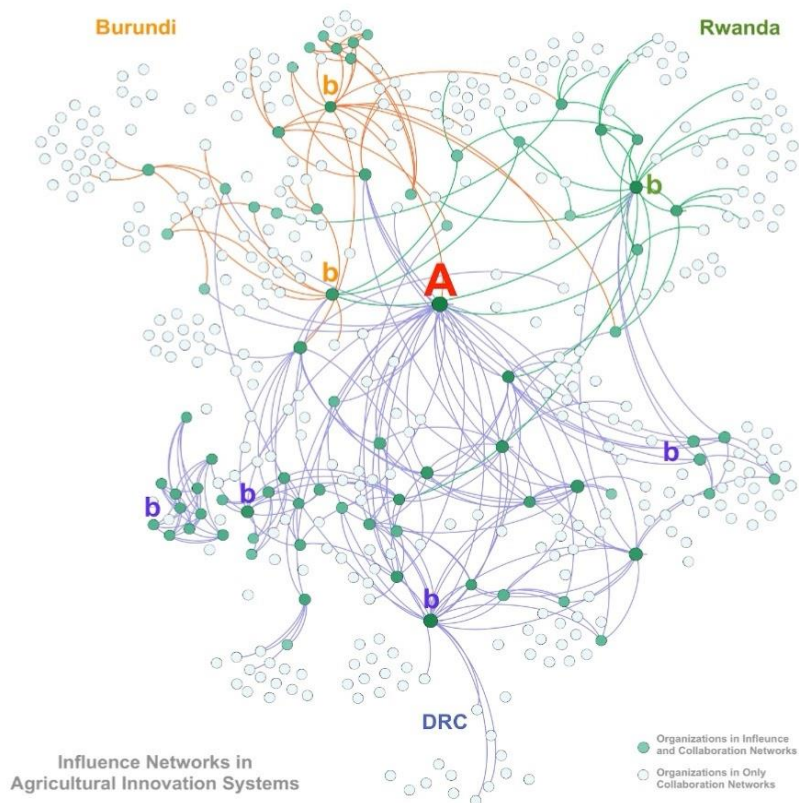 Burundi
Rwanda
b
b
b
A
b
b
b
b
DRC
Influence Networks in
Agricultural Innovation Systems
Organizations in Infleunce
and Collaboration Networks
Organizations in Only
Collaboration Networks